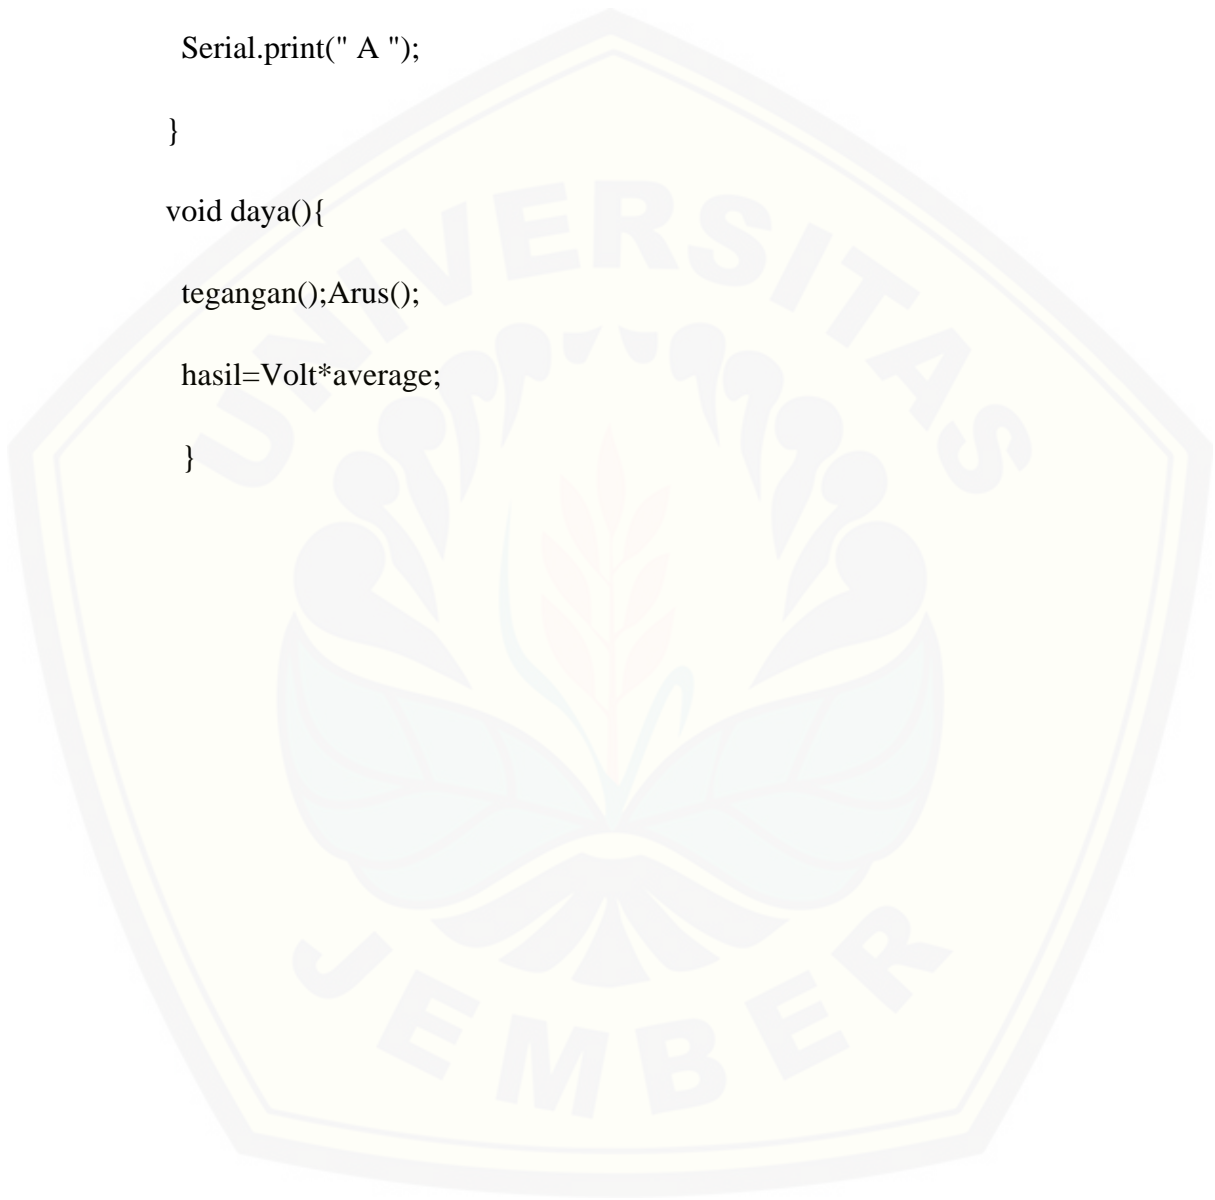 Serial.print(" A ");
}
void daya(){
tegangan();Arus();
hasil=Volt*average;
}
UNIVERSITAS
JEMBER